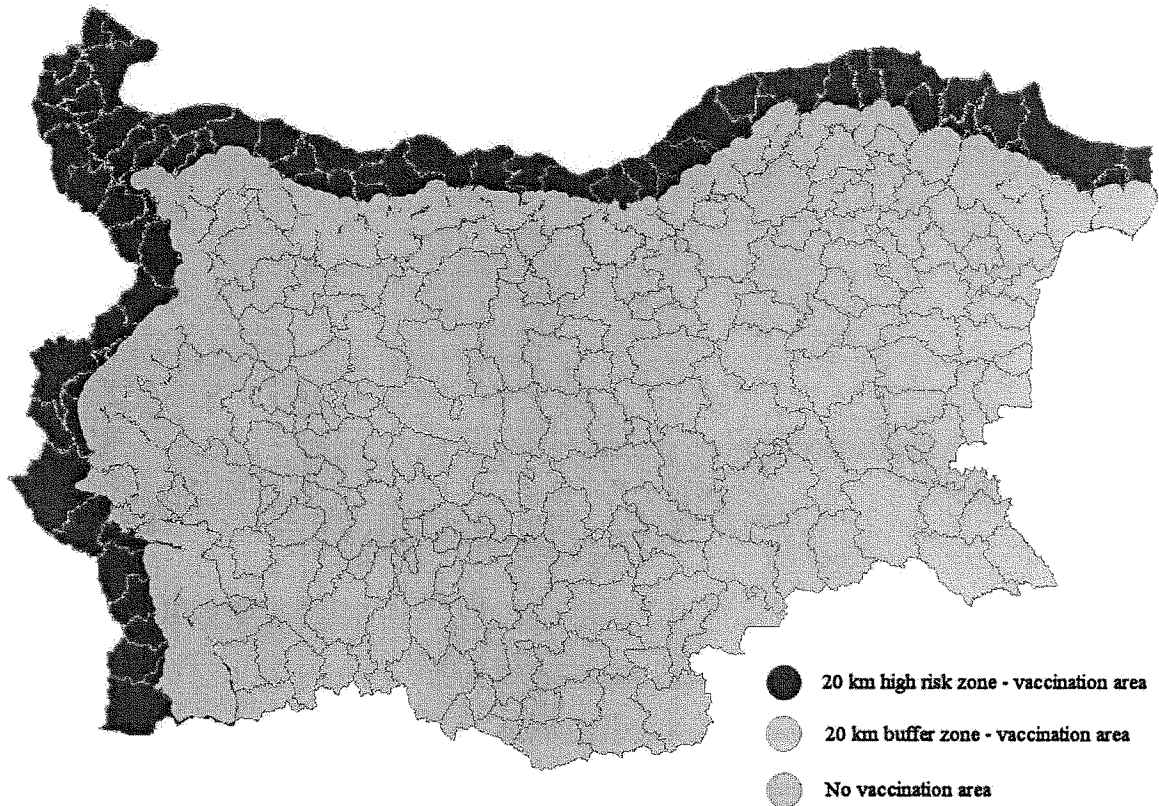 20 km high risk zone - vaccination area
20 km buffer zone - vaccination area
No vaccination area